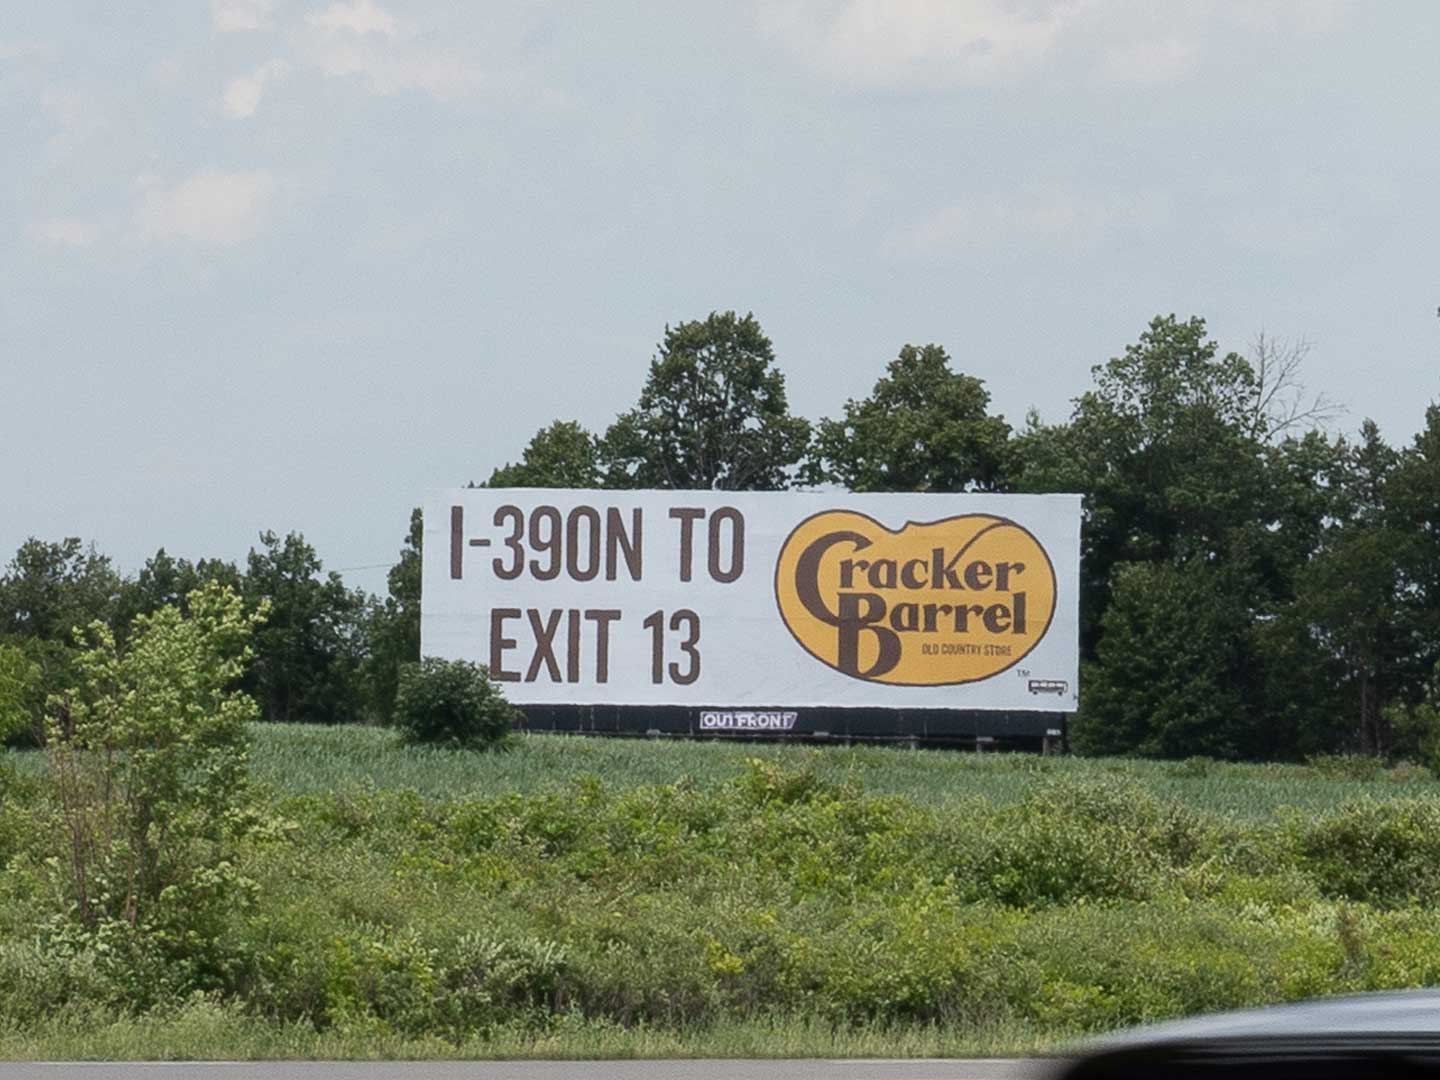 I-390N TO
EXIT 13
Cracker
Barrel
OLD COUNTRY STORE
TM
OUTFRONT